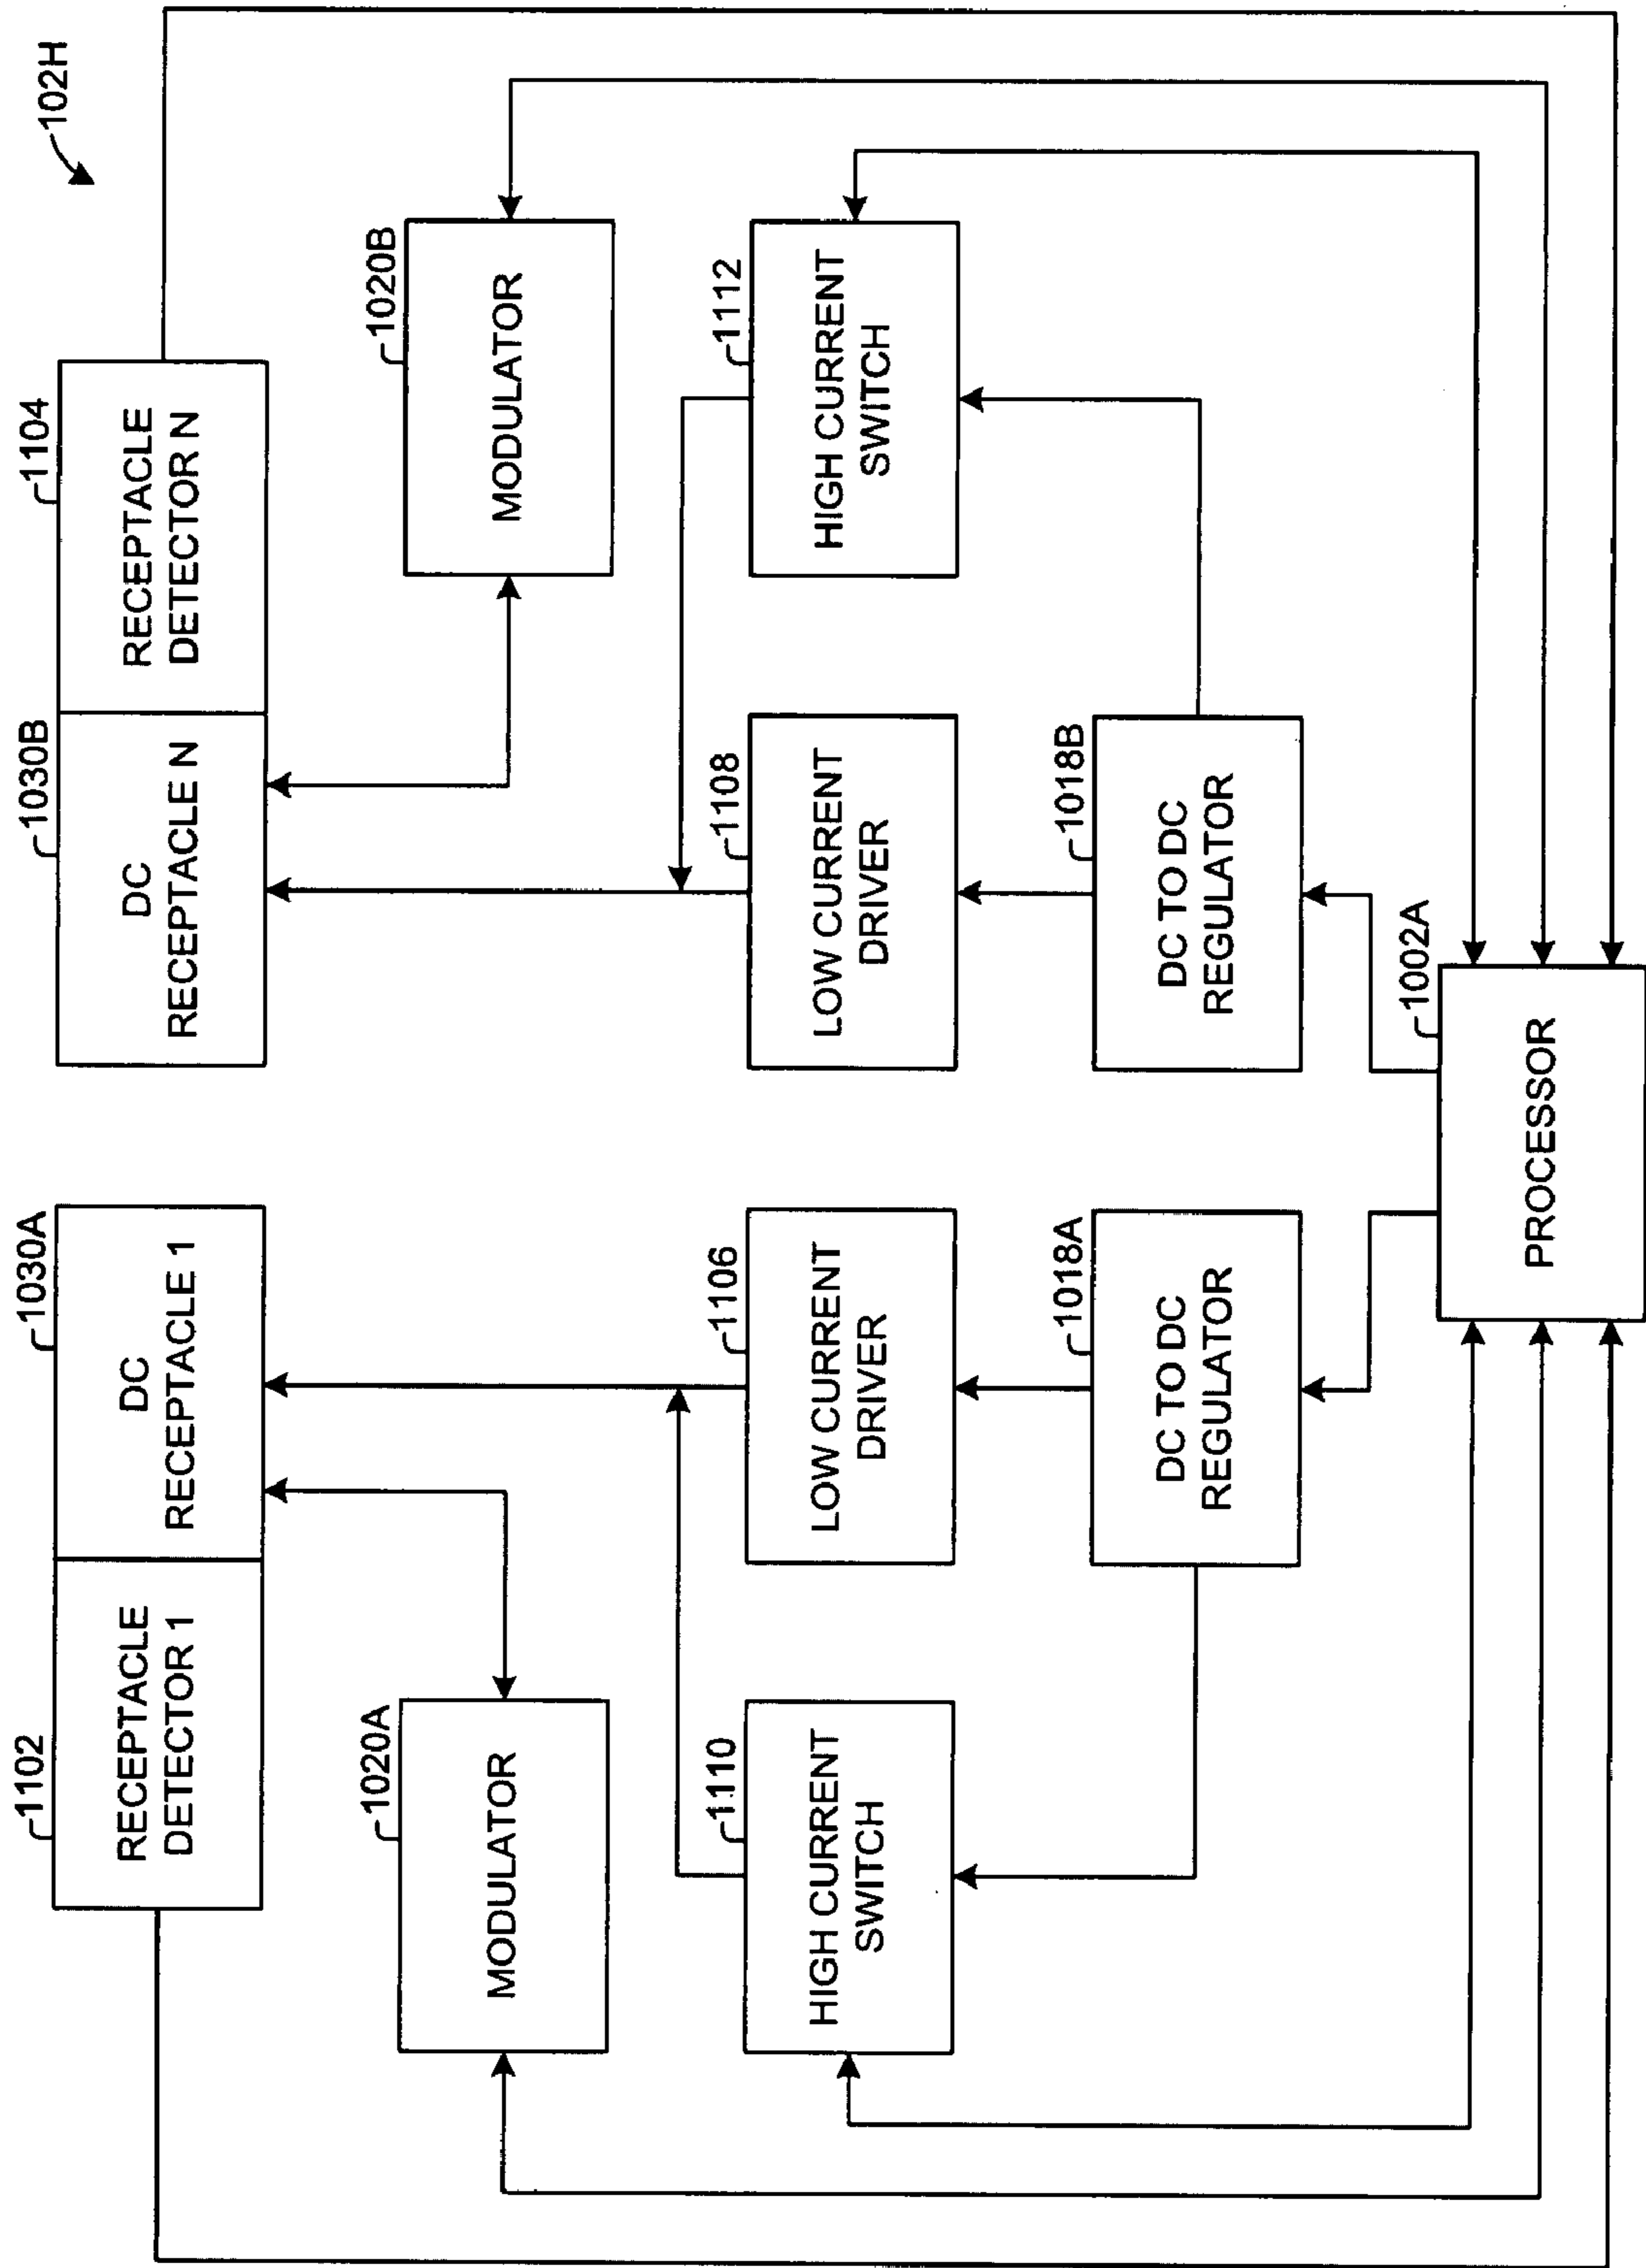 102H
1102
RECEPTACLE
DETECTOR 1
1030A
DC
RECEPTACLE 1
1030B
DC
RECEPTACLE N
1104
RECEPTACLE
DETECTOR N
1020A
MODULATOR
1020B
MODULATOR
1110
HIGH CURRENT
SWITCH
1106
LOW CURRENT
DRIVER
1108
LOW CURRENT
DRIVER
1112
HIGH CURRENT
SWITCH
1018A
DC TO DC
REGULATOR
1018B
DC TO DC
REGULATOR
1002A
PROCESSOR